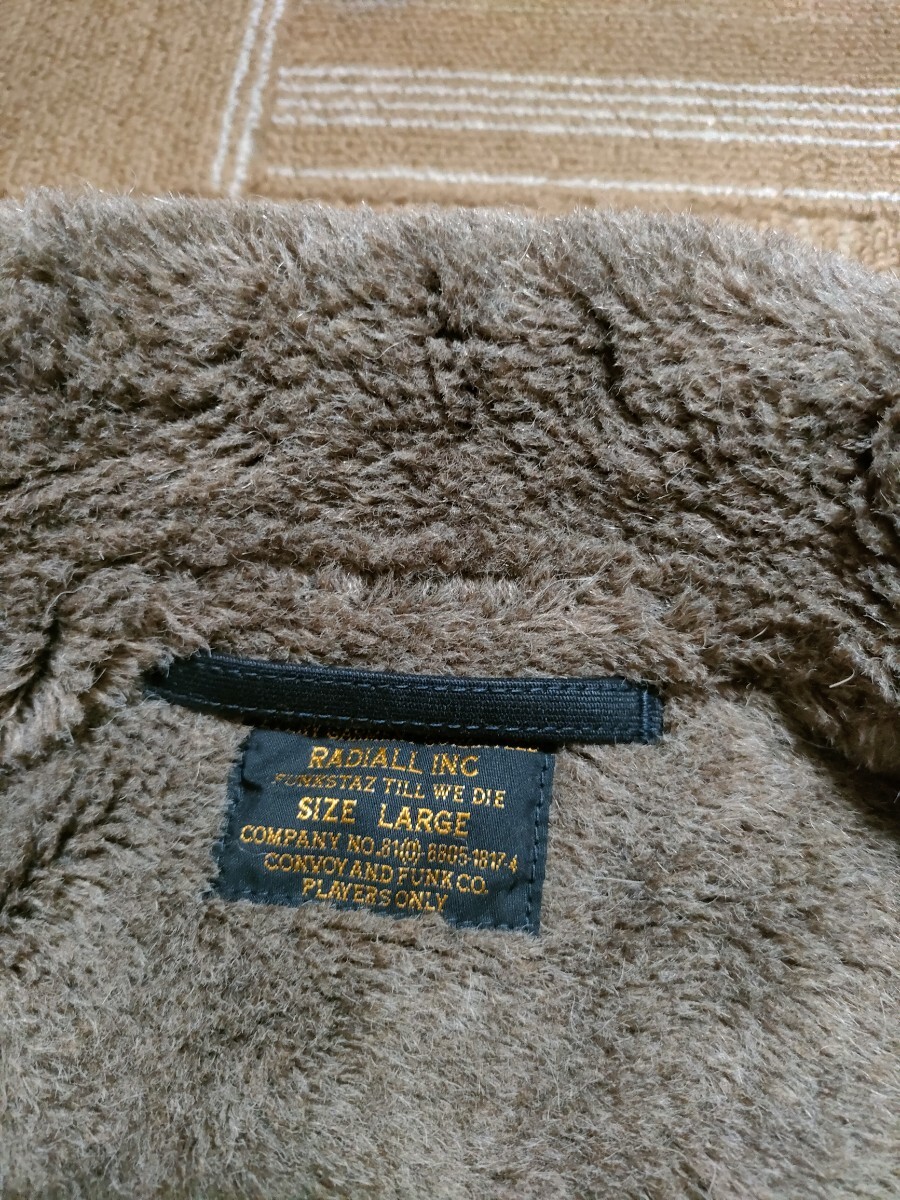 RADIALL INC
FUNKSTAZ TILL WE DIE
SIZE LARGE
COMPANY NO.81(0)-6805-1817-4
CONVOY AND FUNK CO.
PLAYERS ONLY